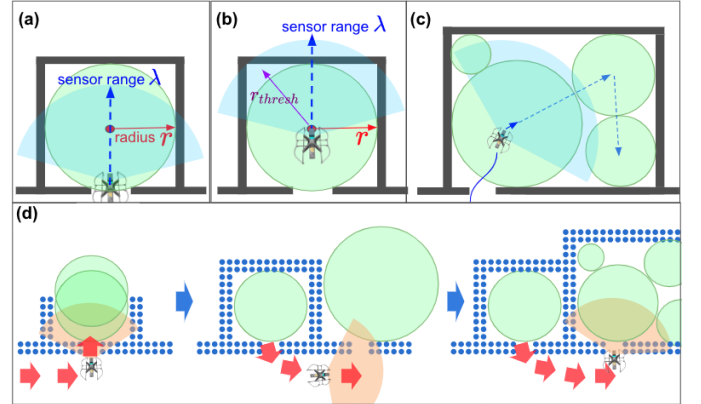 (a)
sensor range λ
radius r
(b)
sensor range λ
r_thresh
r
(c)
(d)